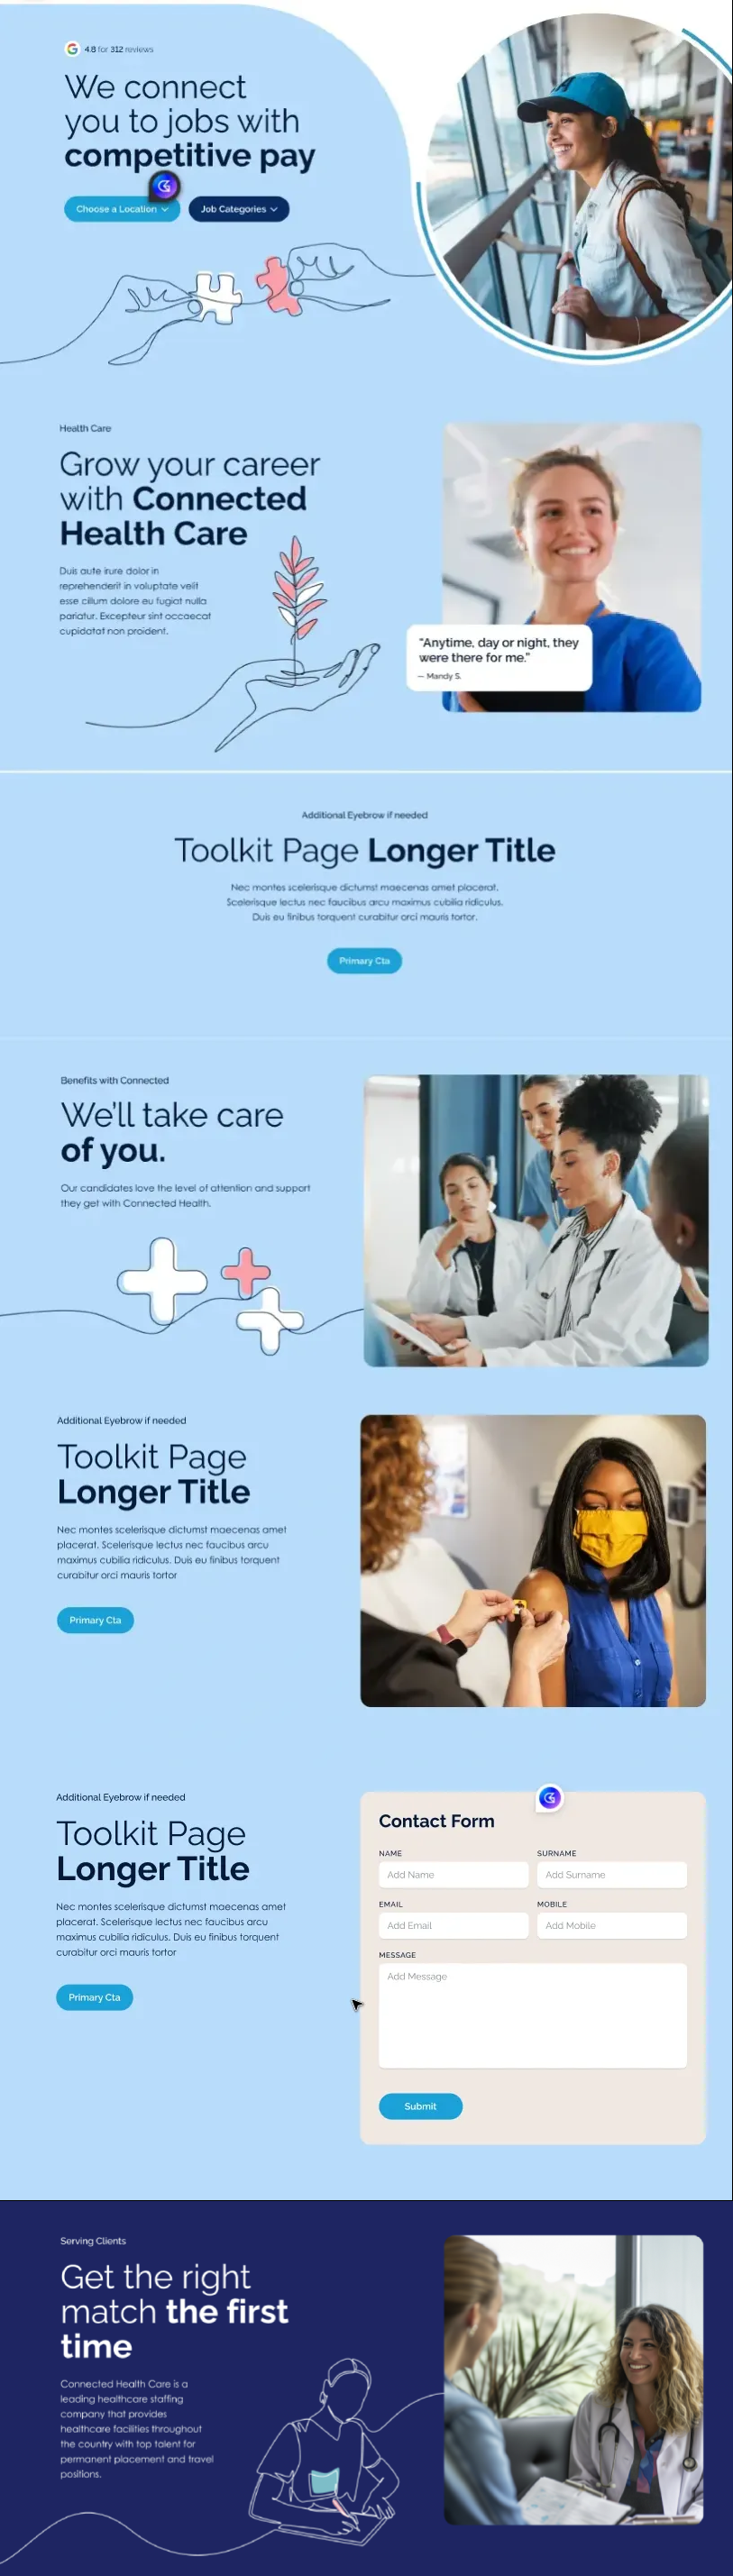 4.8 for 312 reviews
We connect
you to jobs with
competitive pay
Choose a Location
Job Categories
Health Care
Grow your career
with Connected
Health Care
Duis aute irure dolor in
reprehenderit in voluptate velit
esse cillum dolore eu fugiat nulla
pariatur. Excepteur sint occaecat
cupidatat non proident.
“Anytime, day or night, they
were there for me.”
— Mandy S.
Additional Eyebrow if needed
Toolkit Page Longer Title
Nec montes scelerisque dictumst maecenas amet placerat.
Scelerisque lectus nec faucibus arcu maximus cubilia ridiculus.
Duis eu finibus torquent curabitur orci mauris tortor.
Primary Cta
Benefits with Connected
We'll take care
of you.
Our candidates love the level of attention and support
they get with Connected Health.
Additional Eyebrow if needed
Toolkit Page
Longer Title
Nec montes scelerisque dictumst maecenas amet
placerat. Scelerisque lectus nec faucibus arcu
maximus cubilia ridiculus. Duis eu finibus torquent
curabitur orci mauris tortor
Primary Cta
Additional Eyebrow if needed
Toolkit Page
Longer Title
Nec montes scelerisque dictumst maecenas amet
placerat. Scelerisque lectus nec faucibus arcu
maximus cubilia ridiculus. Duis eu finibus torquent
curabitur orci mauris tortor
Primary Cta
Contact Form
NAME
SURNAME
Add Name
Add Surname
EMAIL
MOBILE
Add Email
Add Mobile
MESSAGE
Add Message
Submit
Serving Clients
Get the right
match the first
time
Connected Health Care is a
leading healthcare staffing
company that provides
healthcare facilities throughout
the country with top talent for
permanent placement and travel
positions.